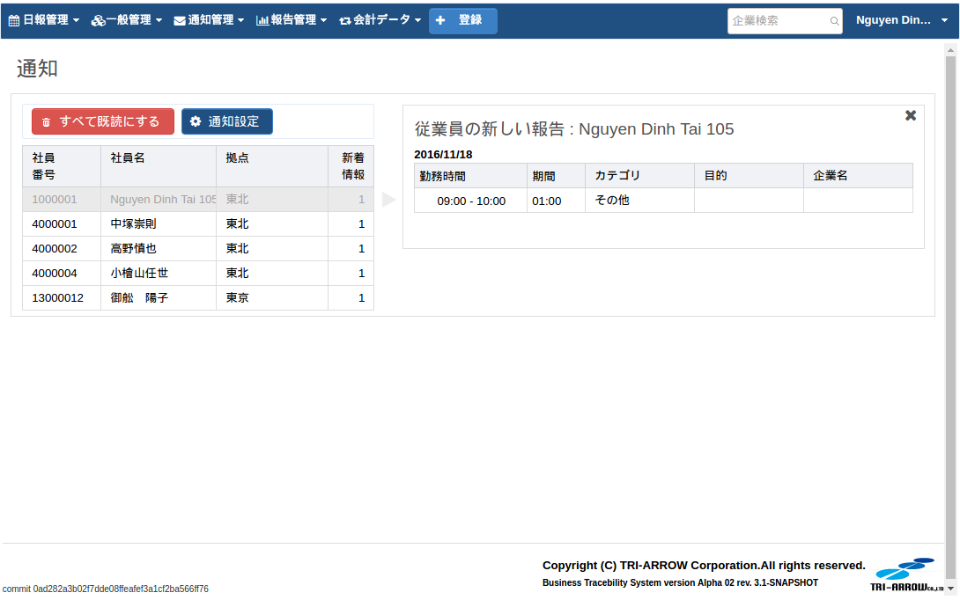 日報管理 一般管理 通知管理 報告管理 会計データ + 登録 企業検索 Nguyen Din...
通知
すべて既読にする 通知設定
従業員の新しい報告 : Nguyen Dinh Tai 105
2016/11/18
社員番号 社員名 拠点 新着情報
1000001 Nguyen Dinh Tai 105 東北 1
4000001 中塚崇則 東北 1
4000002 高野慎也 東北 1
4000004 小檜山任世 東北 1
13000012 御舩 陽子 東京 1
勤務時間 期間 カテゴリ 目的 企業名
09:00 - 10:00 01:00 その他
Copyright (C) TRI-ARROW Corporation.All rights reserved.
Business Tracebility System version Alpha 02 rev. 3.1-SNAPSHOT
TRI-ARROW Co.,Ltd
commit 0ad282a3b02f7dde08ffeafef3a1cf2ba566ff76